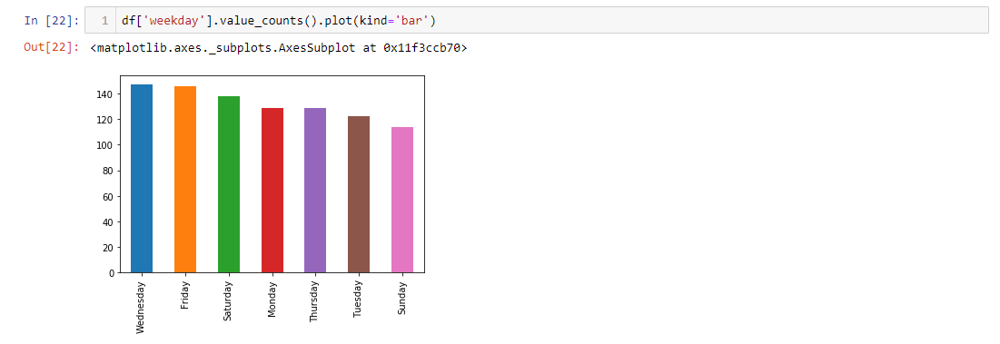 In [22]: 1 df['weekday'].value_counts().plot(kind='bar')
Out[22]: <matplotlib.axes._subplots.AxesSubplot at 0x11f3ccb70>
140
120
100
80
60
40
20
0
Wednesday
Friday
Saturday
Monday
Thursday
Tuesday
Sunday